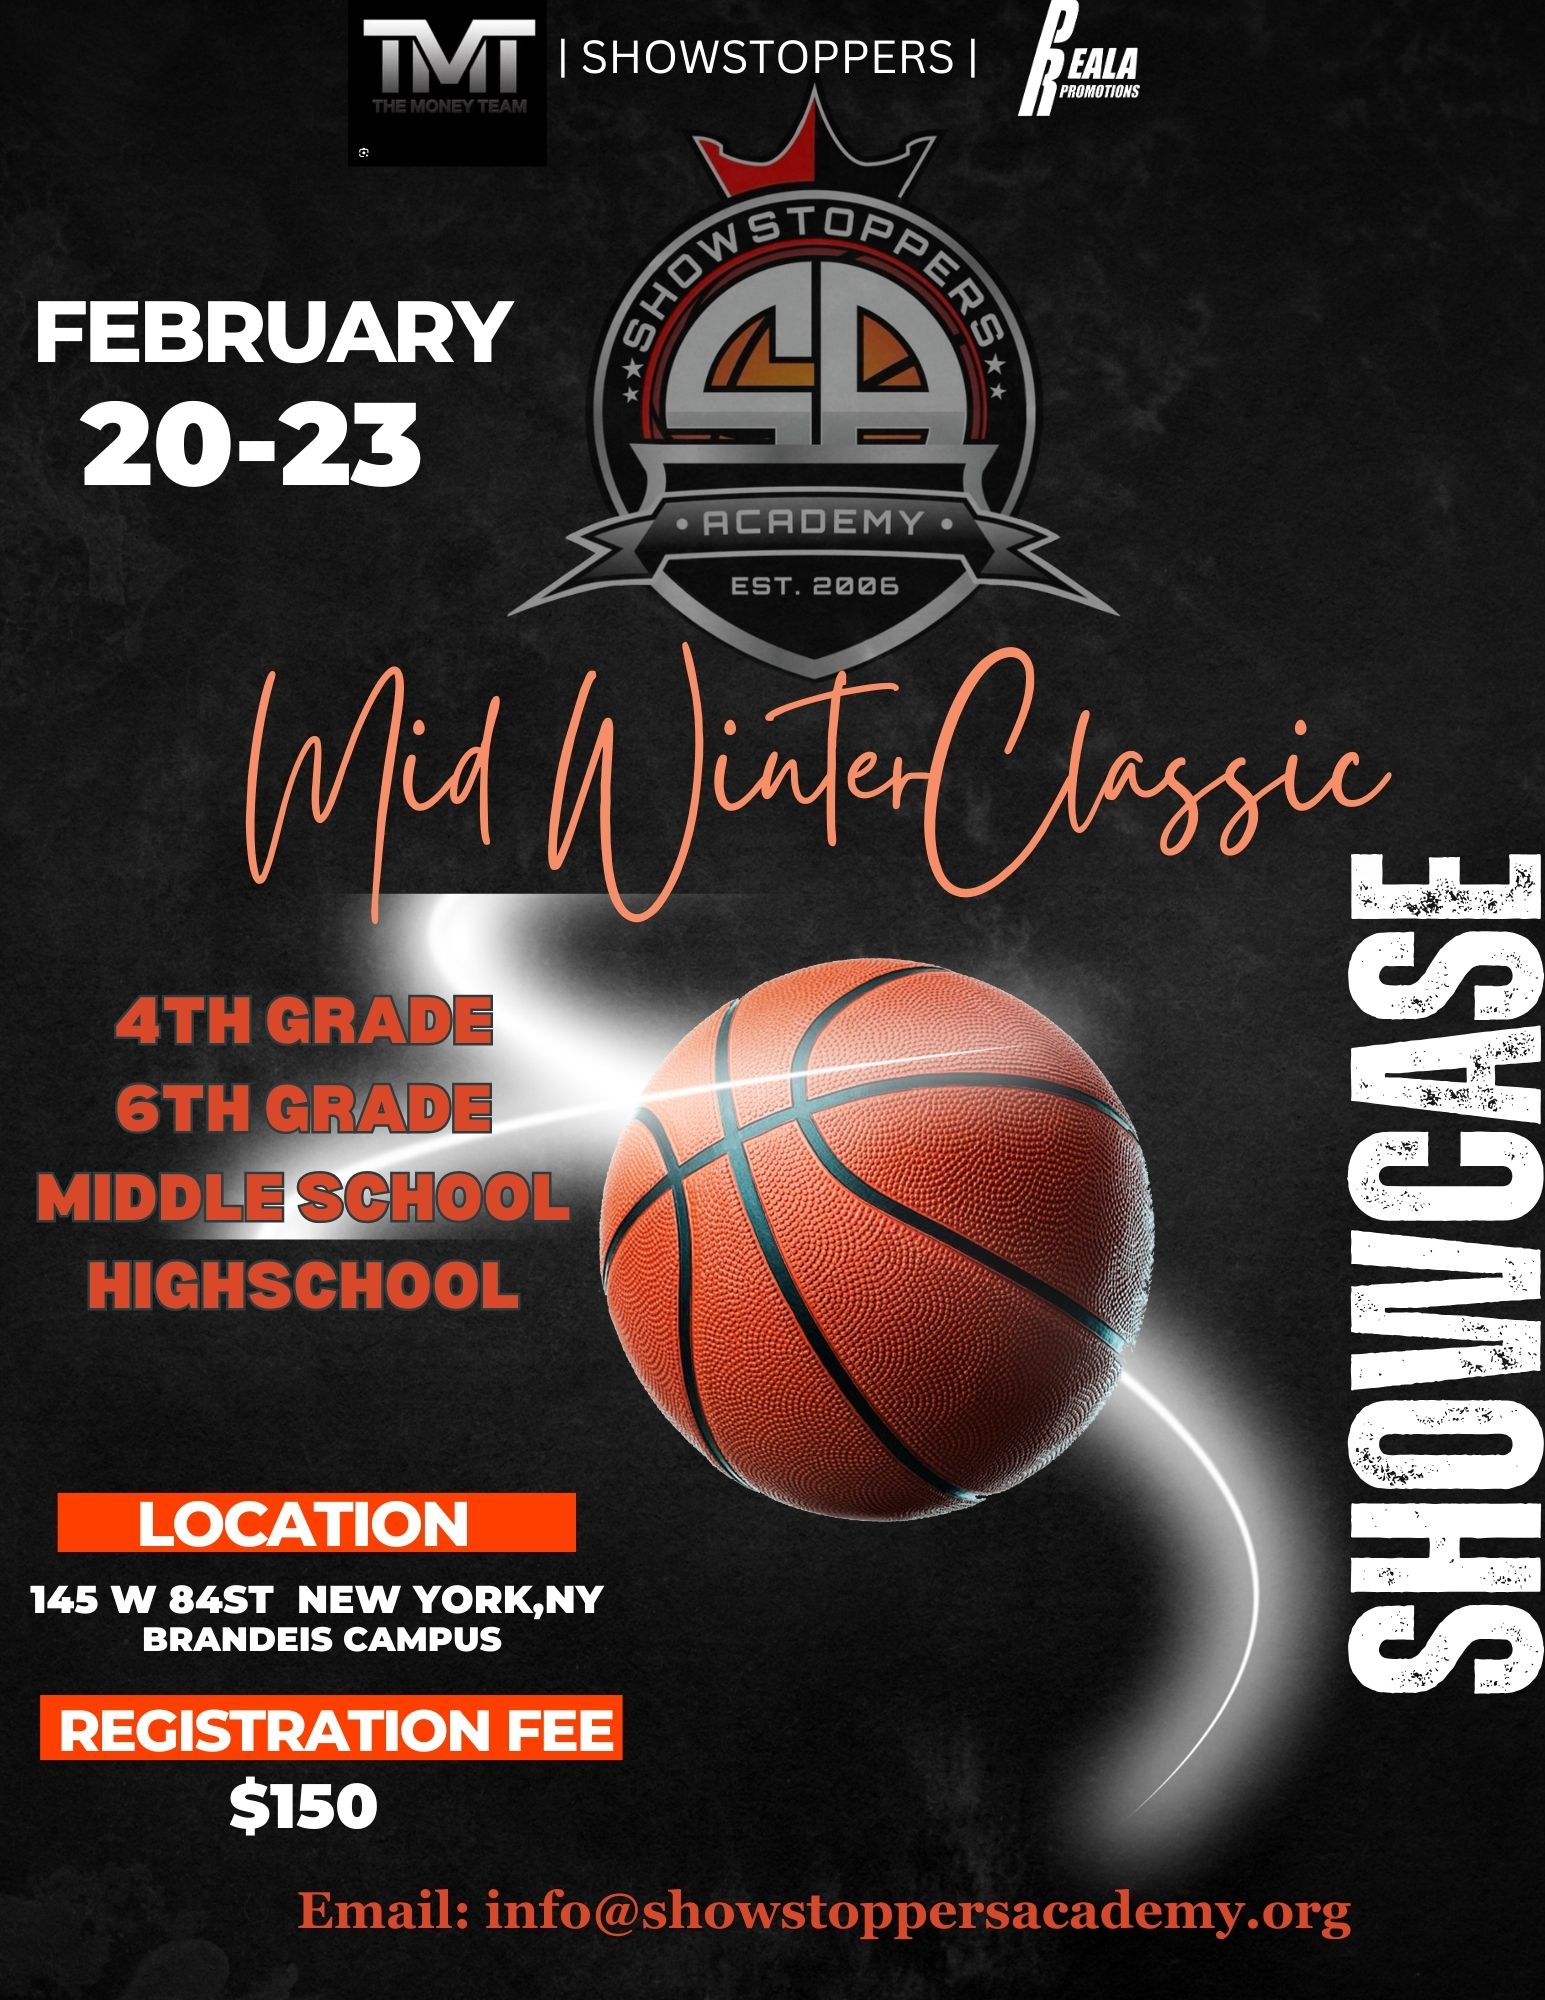 TMT
THE MONEY TEAM
| SHOWSTOPPERS |
REALA
PROMOTIONS
SHOWSTOPPERS
SA
• ACADEMY •
EST. 2006
FEBRUARY
20-23
Mid Winter Classic
4TH GRADE
6TH GRADE
MIDDLE SCHOOL
HIGHSCHOOL
SHOWCASE
LOCATION
145 W 84ST NEW YORK,NY
BRANDEIS CAMPUS
REGISTRATION FEE
$150
Email: info@showstoppersacademy.org